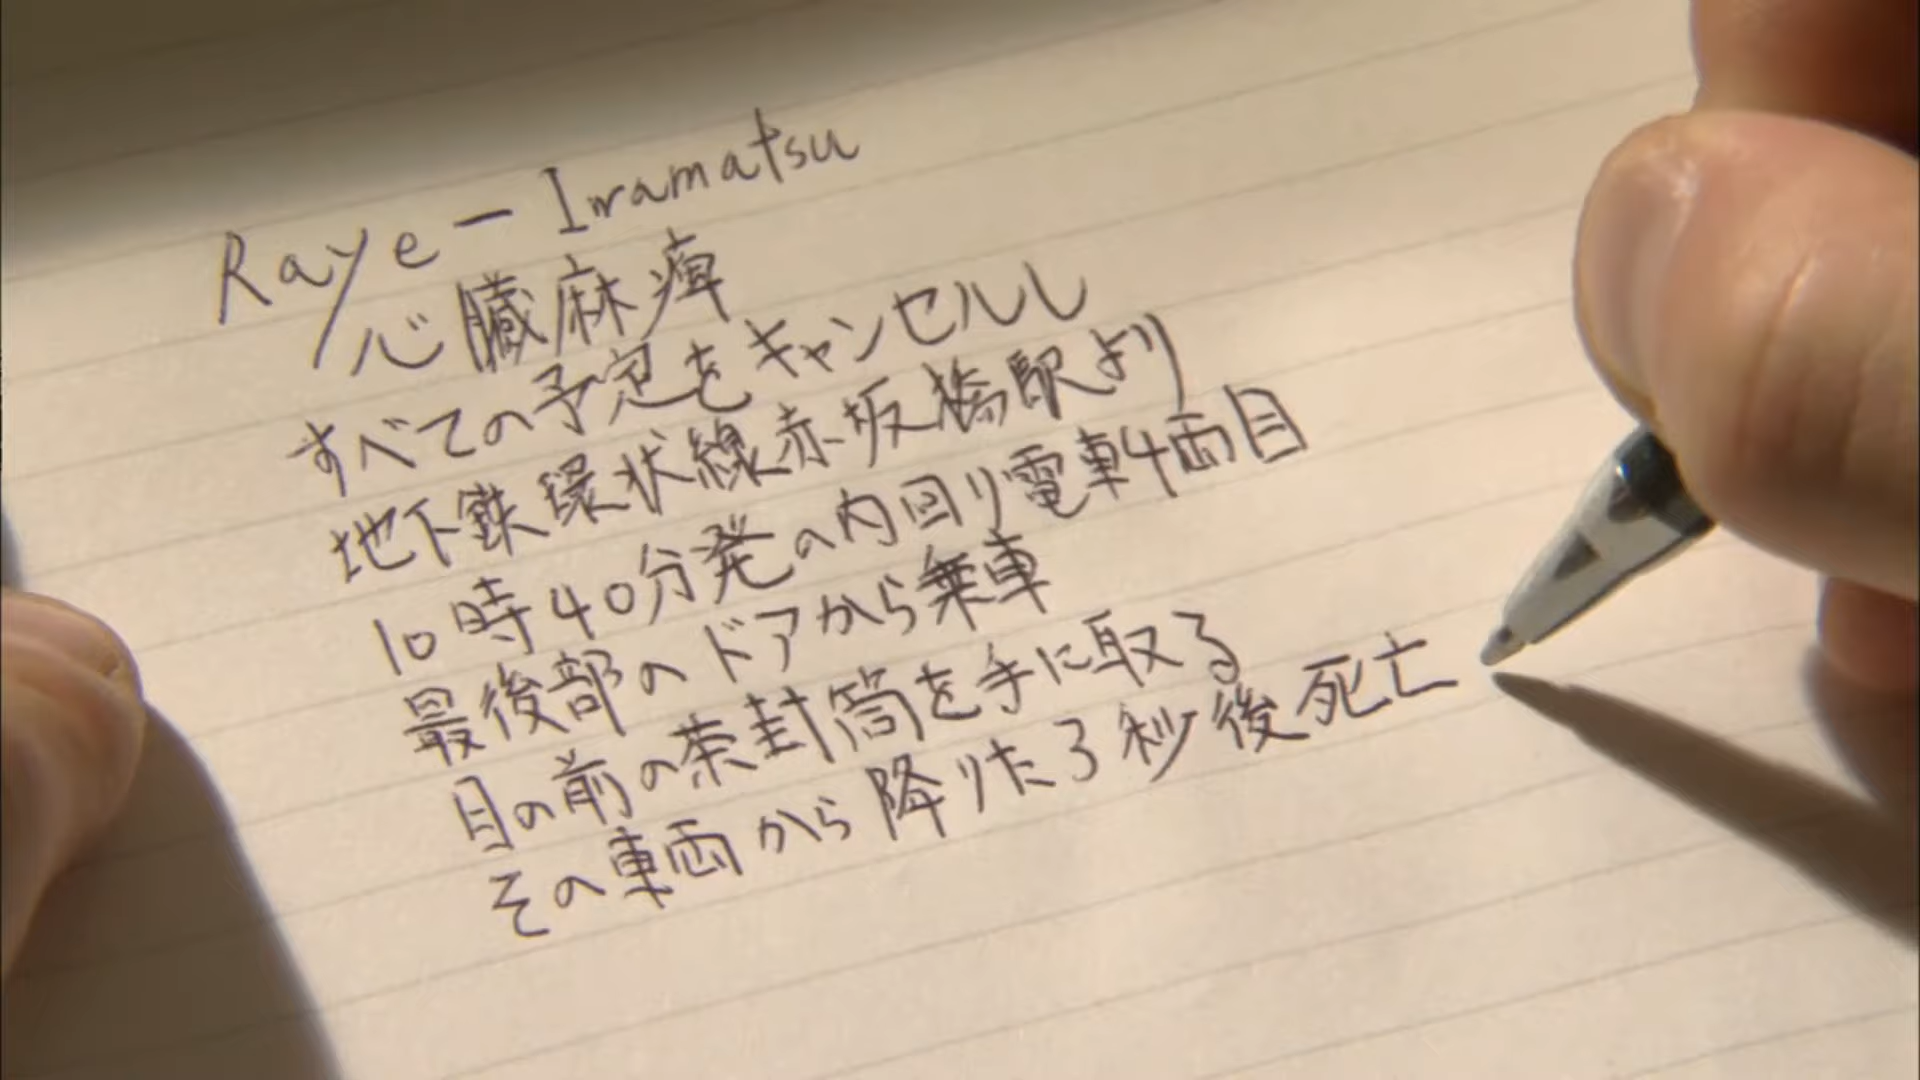 Raye-Iwamatsu
心臓麻痺
すべての予定をキャンセルし
地下鉄環状線赤坂橋駅より
10時40分発の内回り電車4両目
最後部のドアから乗車
目の前の茶封筒を手に取る
その車両から降りた3秒後死亡